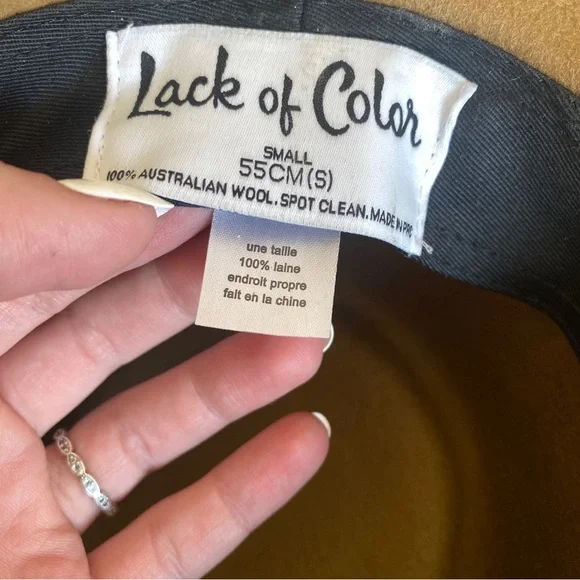 Lack of Color
SMALL
55CM(S)
100% AUSTRALIAN WOOL. SPOT CLEAN. MADE IN PRC
une taille
100% laine
endroit propre
fait en la chine